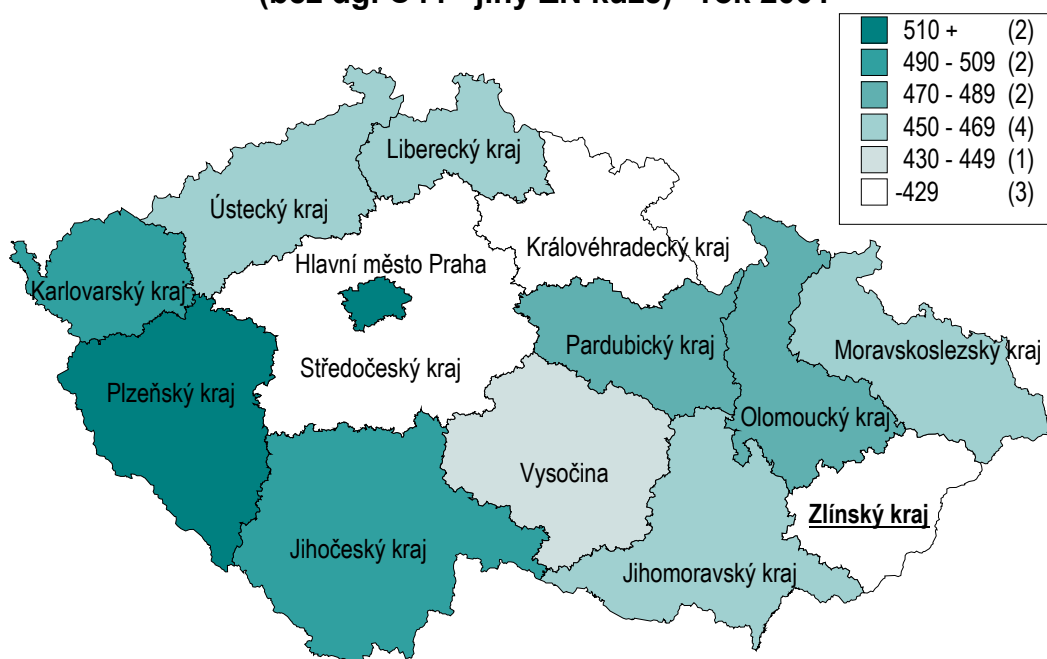 510 + (2)
490 - 509 (2)
470 - 489 (2)
450 - 469 (4)
430 - 449 (1)
-429 (3)
Liberecký kraj
Ústecký kraj
Královéhradecký kraj
Hlavní město Praha
Karlovarský kraj
Pardubický kraj
Moravskoslezský kraj
Středočeský kraj
Plzeňský kraj
Olomoucký kraj
Vysočina
Zlínský kraj
Jihočeský kraj
Jihomoravský kraj